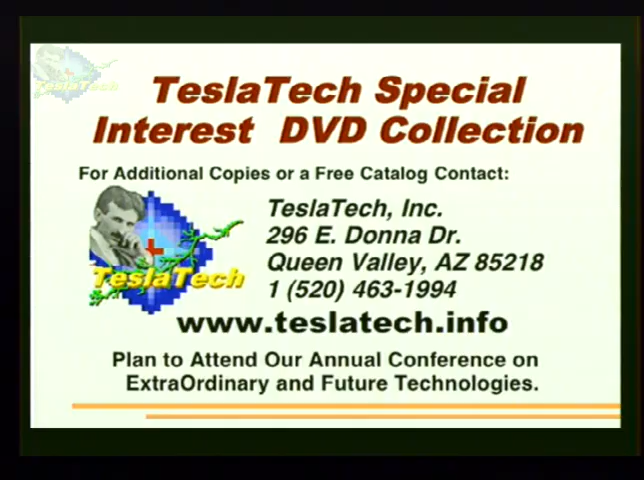 TeslaTech
TeslaTech Special
Interest DVD Collection
For Additional Copies or a Free Catalog Contact:
TeslaTech, Inc.
296 E. Donna Dr.
Queen Valley, AZ 85218
1 (520) 463-1994
TeslaTech
www.teslatech.info
Plan to Attend Our Annual Conference on
ExtraOrdinary and Future Technologies.